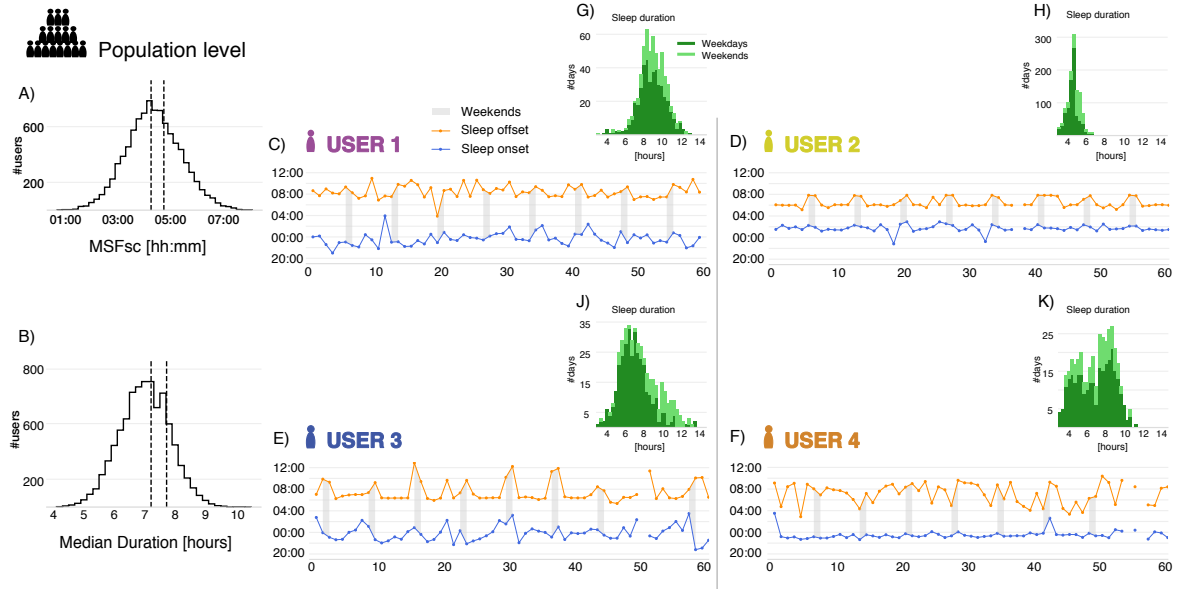 Population level
A)
#users
600
200
01:00 03:00 05:00 07:00
MSFsc [hh:mm]
B)
#users
800
600
200
4 5 6 7 8 9 10
Median Duration [hours]
Weekends
Sleep offset
Sleep onset
C)
USER 1
12:00
08:00
04:00
00:00
20:00
0 10 20 30 40 50 60
G)
Sleep duration
Weekdays
Weekends
#days
60
40
20
4 6 8 10 12 14
[hours]
D)
USER 2
12:00
08:00
04:00
00:00
20:00
0 10 20 30 40 50 60
H)
Sleep duration
#days
300
200
100
4 6 8 10 12 14
[hours]
E)
USER 3
12:00
08:00
04:00
00:00
20:00
0 10 20 30 40 50 60
J)
Sleep duration
#days
35
25
15
5
4 6 8 10 12 14
[hours]
F)
USER 4
12:00
08:00
04:00
00:00
20:00
0 10 20 30 40 50 60
K)
Sleep duration
#days
25
15
5
4 6 8 10 12 14
[hours]